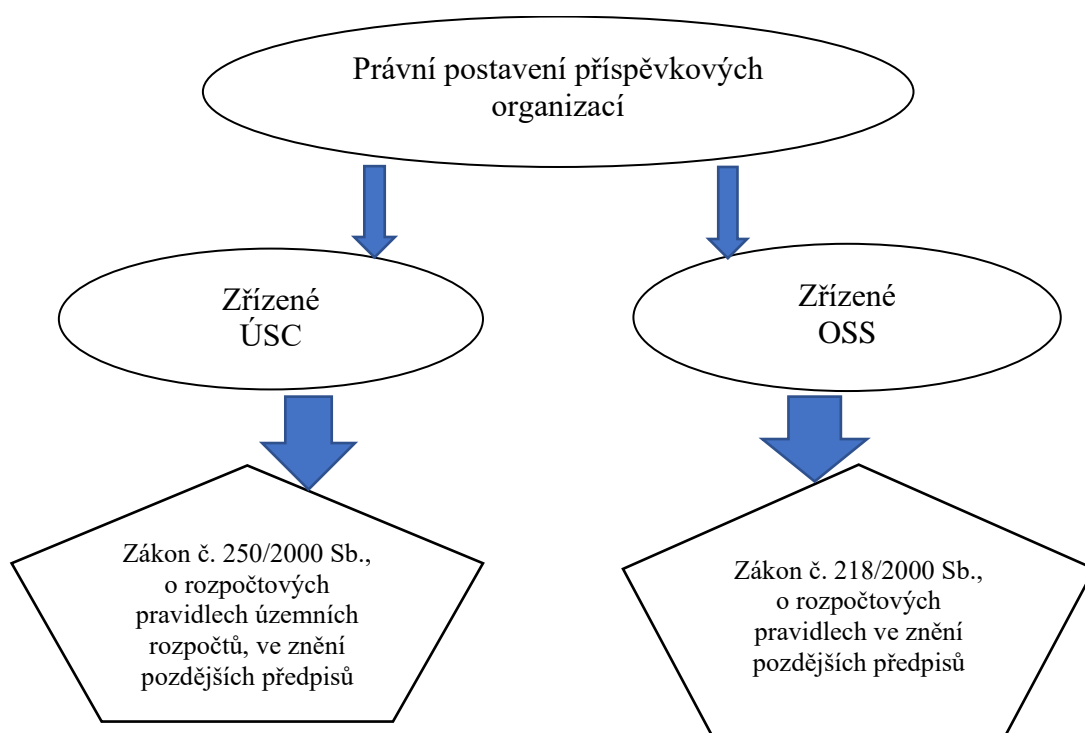 Právní postavení příspěvkových
organizací
Zřízené
ÚSC
Zřízené
OSS
Zákon č. 250/2000 Sb.,
o rozpočtových
pravidlech územních
rozpočtů, ve znění
pozdějších předpisů
Zákon č. 218/2000 Sb.,
o rozpočtových
pravidlech ve znění
pozdějších předpisů